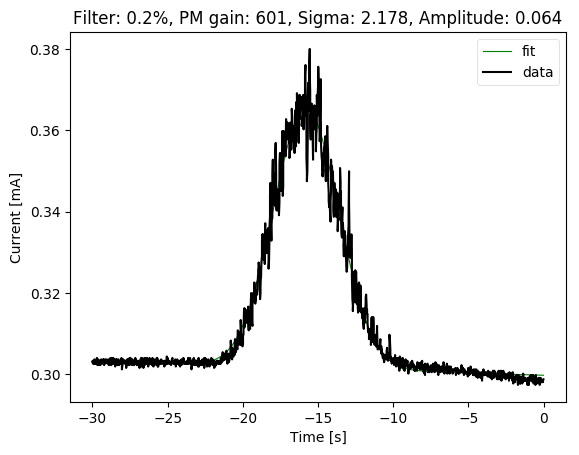 Filter: 0.2%, PM gain: 601, Sigma: 2.178, Amplitude: 0.064
fit
data
0.38
0.36
0.34
0.32
0.30
Current [mA]
−30
−25
−20
−15
−10
−5
0
Time [s]